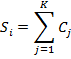 $S_i = \sum_{j=1}^{K} C_j$